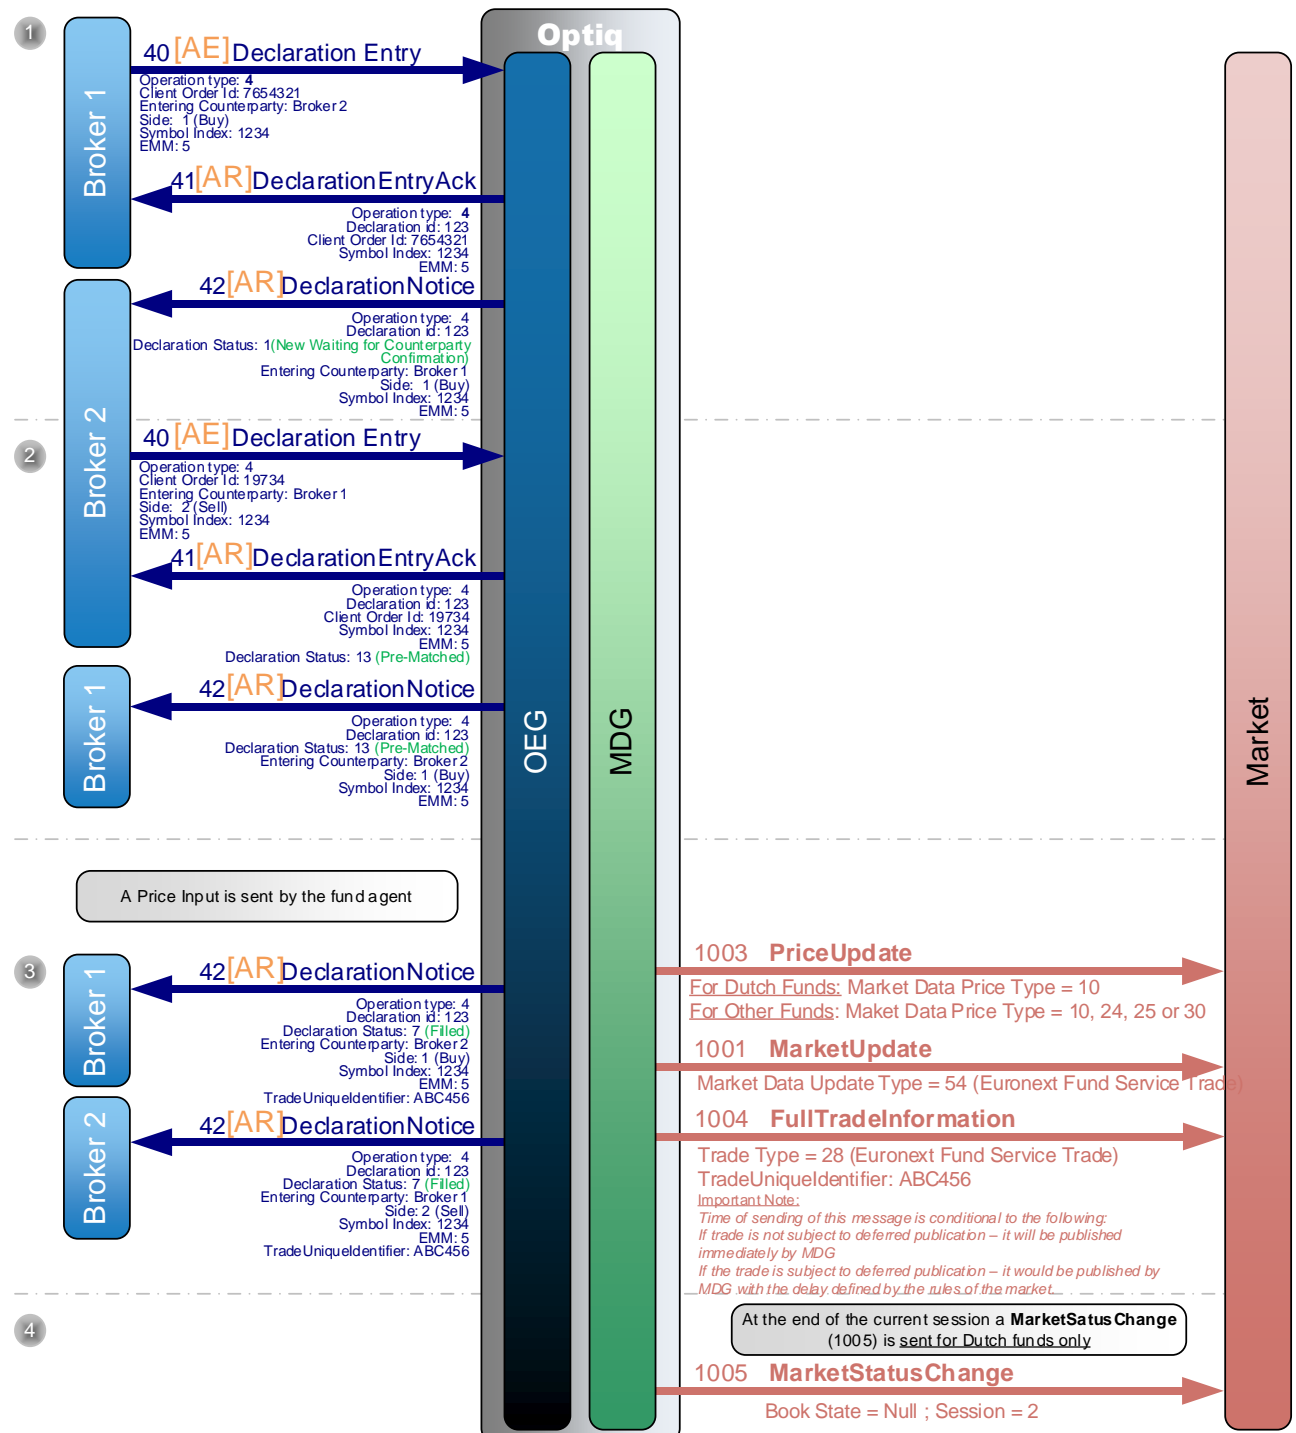 1
Optiq
Broker 1
40 [AE] Declaration Entry
Operation type: 4
Client Order Id: 7654321
Entering Counterparty: Broker 2
Side: 1 (Buy)
Symbol Index: 1234
EMM: 5
41 [AR] DeclarationEntryAck
Operation type: 4
Declaration id: 123
Client Order Id: 7654321
Symbol Index: 1234
EMM: 5
Broker 2
42 [AR] DeclarationNotice
Operation type: 4
Declaration id: 123
Declaration Status: 1 (New Waiting for Counterparty
Confirmation)
Entering Counterparty: Broker 1
Side: 1 (Buy)
Symbol Index: 1234
EMM: 5
2
40 [AE] Declaration Entry
Operation type: 4
Client Order Id: 19734
Entering Counterparty: Broker 1
Side: 2 (Sell)
Symbol Index: 1234
EMM: 5
41 [AR] DeclarationEntryAck
Operation type: 4
Declaration id: 123
Client Order Id: 19734
Symbol Index: 1234
EMM: 5
Declaration Status: 13 (Pre-Matched)
Broker 1
42 [AR] DeclarationNotice
Operation type: 4
Declaration id: 123
Declaration Status: 13 (Pre-Matched)
Entering Counterparty: Broker 2
Side: 1 (Buy)
Symbol Index: 1234
EMM: 5
OEG
MDG
Market
A Price Input is sent by the fund agent
3
Broker 1
42 [AR] DeclarationNotice
Operation type: 4
Declaration id: 123
Declaration Status: 7 (Filled)
Entering Counterparty: Broker 2
Side: 1 (Buy)
Symbol Index: 1234
EMM: 5
TradeUniqueIdentifier: ABC456
Broker 2
42 [AR] DeclarationNotice
Operation type: 4
Declaration id: 123
Declaration Status: 7 (Filled)
Entering Counterparty: Broker 1
Side: 2 (Sell)
Symbol Index: 1234
EMM: 5
TradeUniqueIdentifier: ABC456
1003 PriceUpdate
For Dutch Funds: Market Data Price Type = 10
For Other Funds: Maket Data Price Type = 10, 24, 25 or 30
1001 MarketUpdate
Market Data Update Type = 54 (Euronext Fund Service Trade)
1004 FullTradeInformation
Trade Type = 28 (Euronext Fund Service Trade)
TradeUniqueIdentifier: ABC456
Important Note:
Time of sending of this message is conditional to the following:
If trade is not subject to deferred publication – it will be published
immediately by MDG
If the trade is subject to deferred publication – it would be published by
MDG with the delay defined by the rules of the market.
4
At the end of the current session a MarketSatusChange
(1005) is sent for Dutch funds only
1005 MarketStatusChange
Book State = Null ; Session = 2